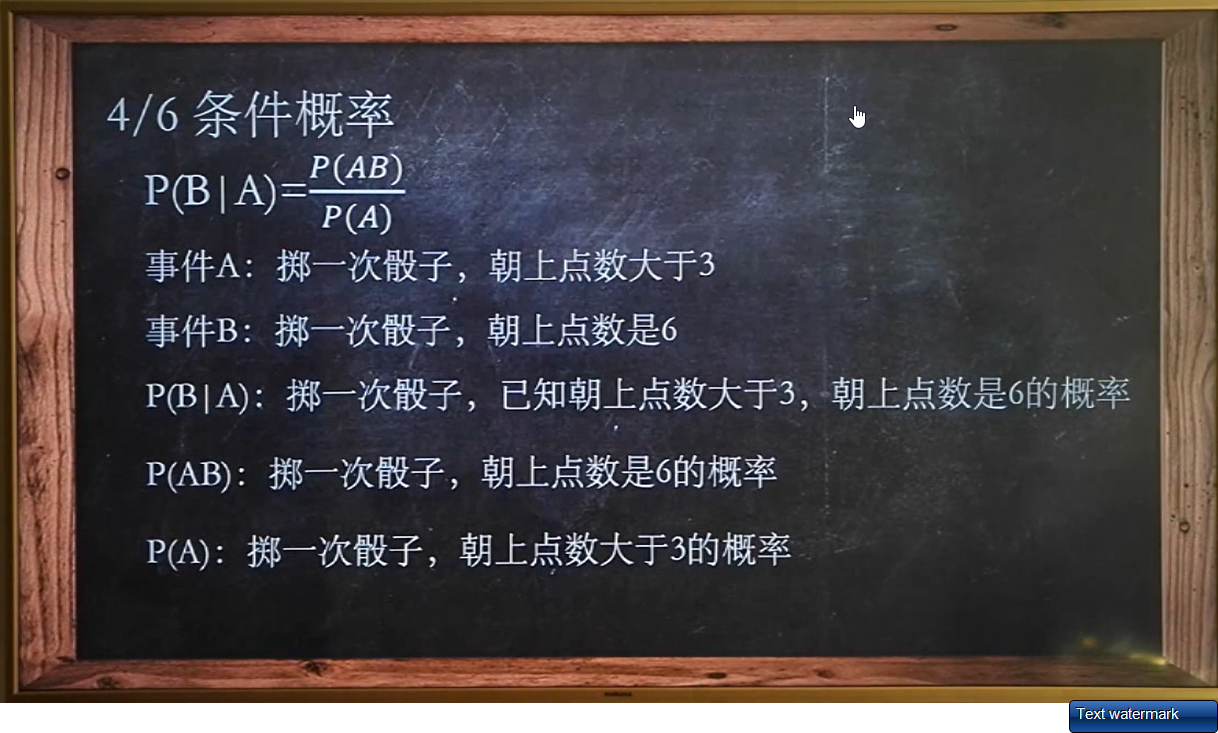 4/6 条件概率
P(B|A)=P(AB)/P(A)
事件A：掷一次骰子，朝上点数大于3
事件B：掷一次骰子，朝上点数是6
P(B|A)：掷一次骰子，已知朝上点数大于3，朝上点数是6的概率
P(AB)：掷一次骰子，朝上点数是6的概率
P(A)：掷一次骰子，朝上点数大于3的概率
Text watermark